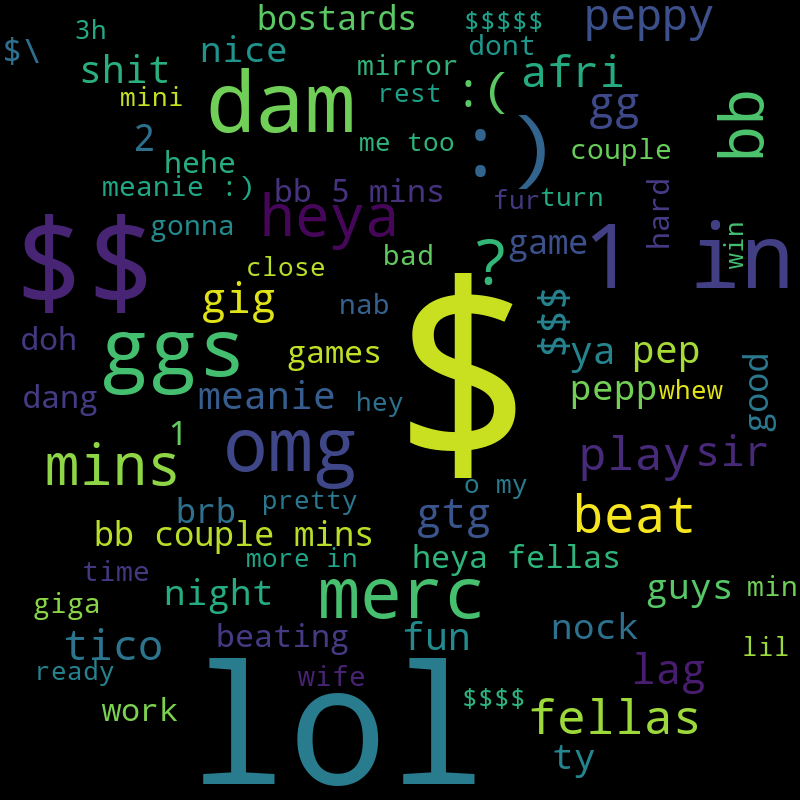 bostards
$$$$$
peppy
3h
$\
nice
dont
shit
mirror
afri
mini
dam
rest
:(
gg
bb
2
me too
:)
couple
hehe
meanie :)
bb 5 mins
fur
turn
hard
gonna
heya
$$
?
game
1 in
win
close
bad
gig
nab
$
$$$
doh
ggs
games
ya
pep
dang
meanie
hey
pepp
whew
good
1
omg
mins
play
sir
o my
brb
pretty
gtg
beat
bb couple mins
time
more in
heya fellas
giga
night
merc
guys
min
tico
beating
fun
nock
lil
ready
wife
lag
work
lol
$$$$
fellas
ty